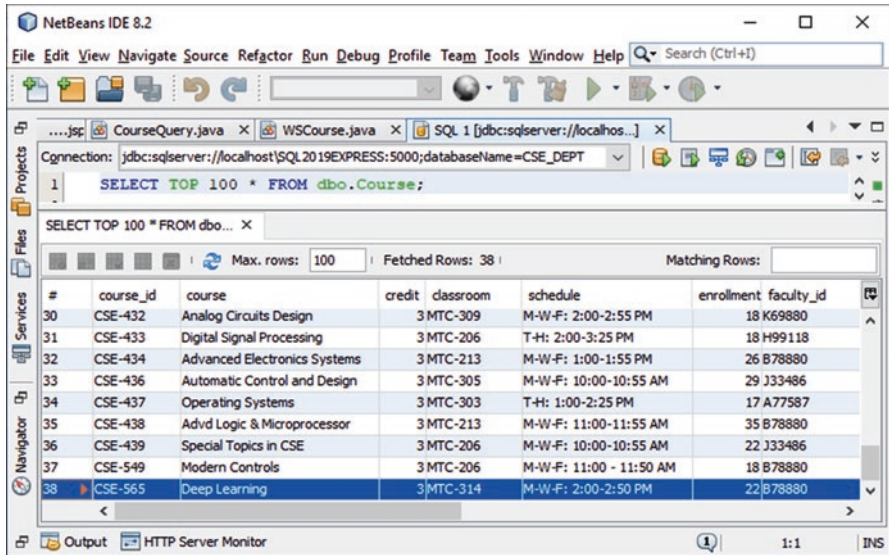 NetBeans IDE 8.2
File Edit View Navigate Source Refactor Run Debug Profile Team Tools Window Help Search (Ctrl+I)
....jsp CourseQuery.java WSCourse.java SQL 1 [jdbc:sqlserver://localhos...]
Connection: jdbc:sqlserver://localhost\SQL2019EXPRESS:5000;databaseName=CSE_DEPT
1 SELECT TOP 100 * FROM dbo.Course;
SELECT TOP 100 * FROM dbo...
Max. rows: 100 Fetched Rows: 38 Matching Rows:
# course_id course credit classroom schedule enrollment faculty_id
30 CSE-432 Analog Circuits Design 3 MTC-309 M-W-F: 2:00-2:55 PM 18 K69880
31 CSE-433 Digital Signal Processing 3 MTC-206 T-H: 2:00-3:25 PM 18 H99118
32 CSE-434 Advanced Electronics Systems 3 MTC-213 M-W-F: 1:00-1:55 PM 26 B78880
33 CSE-436 Automatic Control and Design 3 MTC-305 M-W-F: 10:00-10:55 AM 29 J33486
34 CSE-437 Operating Systems 3 MTC-303 T-H: 1:00-2:25 PM 17 A77587
35 CSE-438 Advd Logic & Microprocessor 3 MTC-213 M-W-F: 11:00-11:55 AM 35 B78880
36 CSE-439 Special Topics in CSE 3 MTC-206 M-W-F: 10:00-10:55 AM 22 J33486
37 CSE-549 Modern Controls 3 MTC-206 M-W-F: 11:00 - 11:50 AM 18 B78880
38 CSE-565 Deep Learning 3 MTC-314 M-W-F: 2:00-2:50 PM 22 B78880
Projects
Files
Services
Navigator
Output HTTP Server Monitor 1 1:1 INS